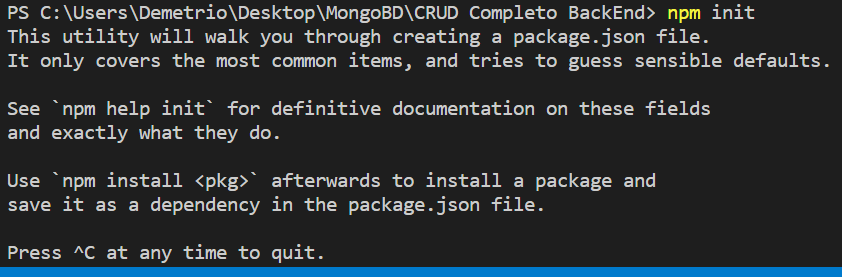 PS C:\Users\Demetrio\Desktop\MongoBD\CRUD Completo BackEnd> npm init
This utility will walk you through creating a package.json file.
It only covers the most common items, and tries to guess sensible defaults.
See `npm help init` for definitive documentation on these fields
and exactly what they do.
Use `npm install <pkg>` afterwards to install a package and
save it as a dependency in the package.json file.
Press ^C at any time to quit.